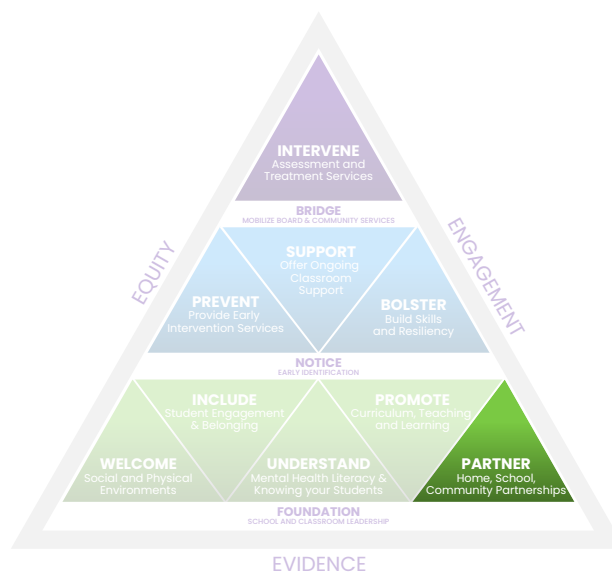 INTERVENE
Assessment and
Treatment Services
BRIDGE
MOBILIZE BOARD & COMMUNITY SERVICES
EQUITY
ENGAGEMENT
SUPPORT
Offer Ongoing
Classroom
Support
PREVENT
Provide Early
Intervention Services
BOLSTER
Build Skills
and Resiliency
NOTICE
EARLY IDENTIFICATION
INCLUDE
Student Engagement
& Belonging
PROMOTE
Curriculum, Teaching
and Learning
WELCOME
Social and Physical
Environments
UNDERSTAND
Mental Health Literacy &
Knowing your Students
PARTNER
Home, School,
Community Partnerships
FOUNDATION
SCHOOL AND CLASSROOM LEADERSHIP
EVIDENCE